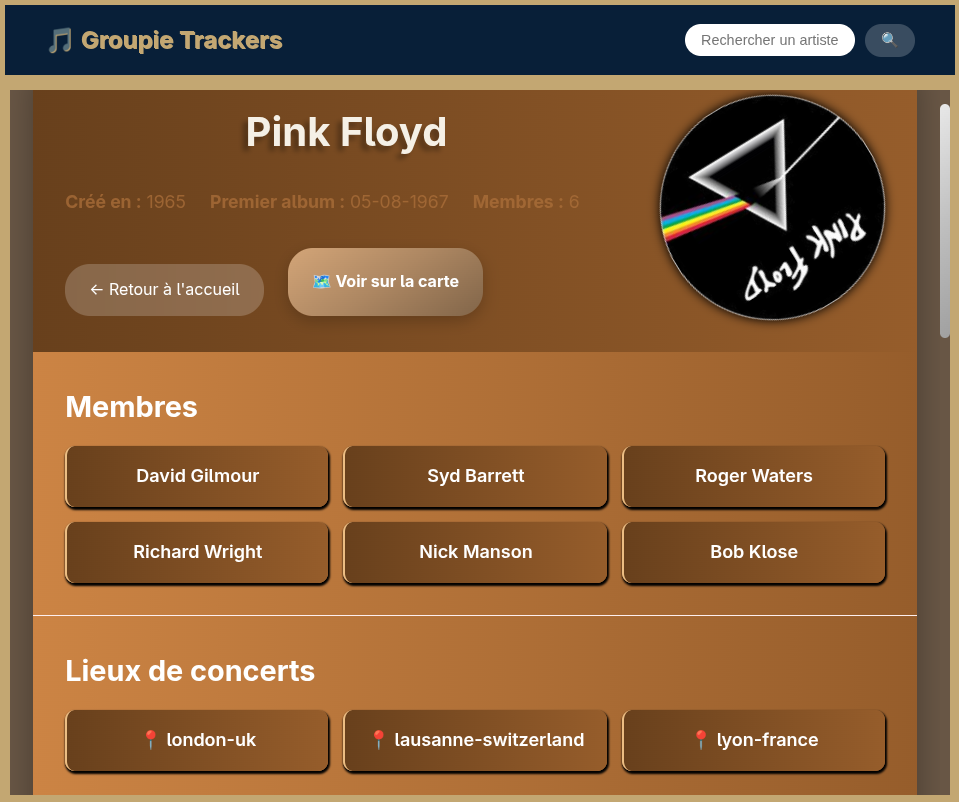 🎵 Groupie Trackers
Rechercher un artiste
🔍
Pink Floyd
Créé en : 1965 Premier album : 05-08-1967 Membres : 6
← Retour à l'accueil
🗺️ Voir sur la carte
PINK FLOYD
Membres
David Gilmour
Syd Barrett
Roger Waters
Richard Wright
Nick Manson
Bob Klose
Lieux de concerts
📍 london-uk
📍 lausanne-switzerland
📍 lyon-france